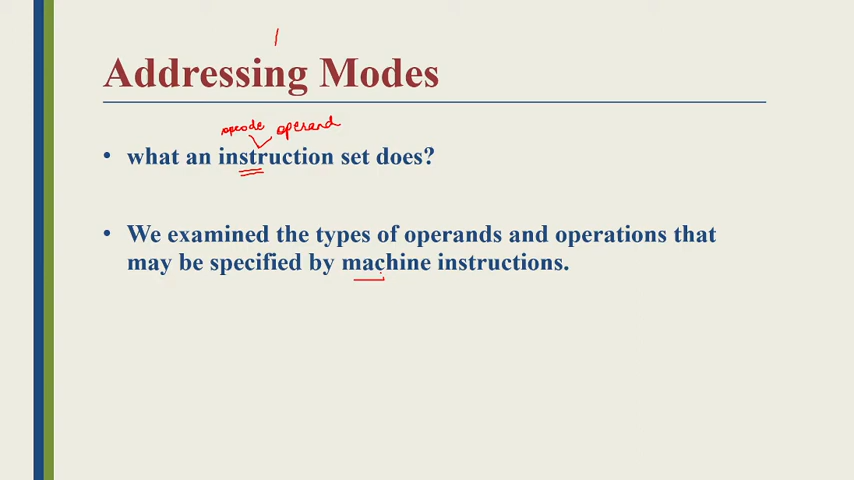 Addressing Modes
opcode operand
• what an instruction set does?
• We examined the types of operands and operations that
may be specified by machine instructions.